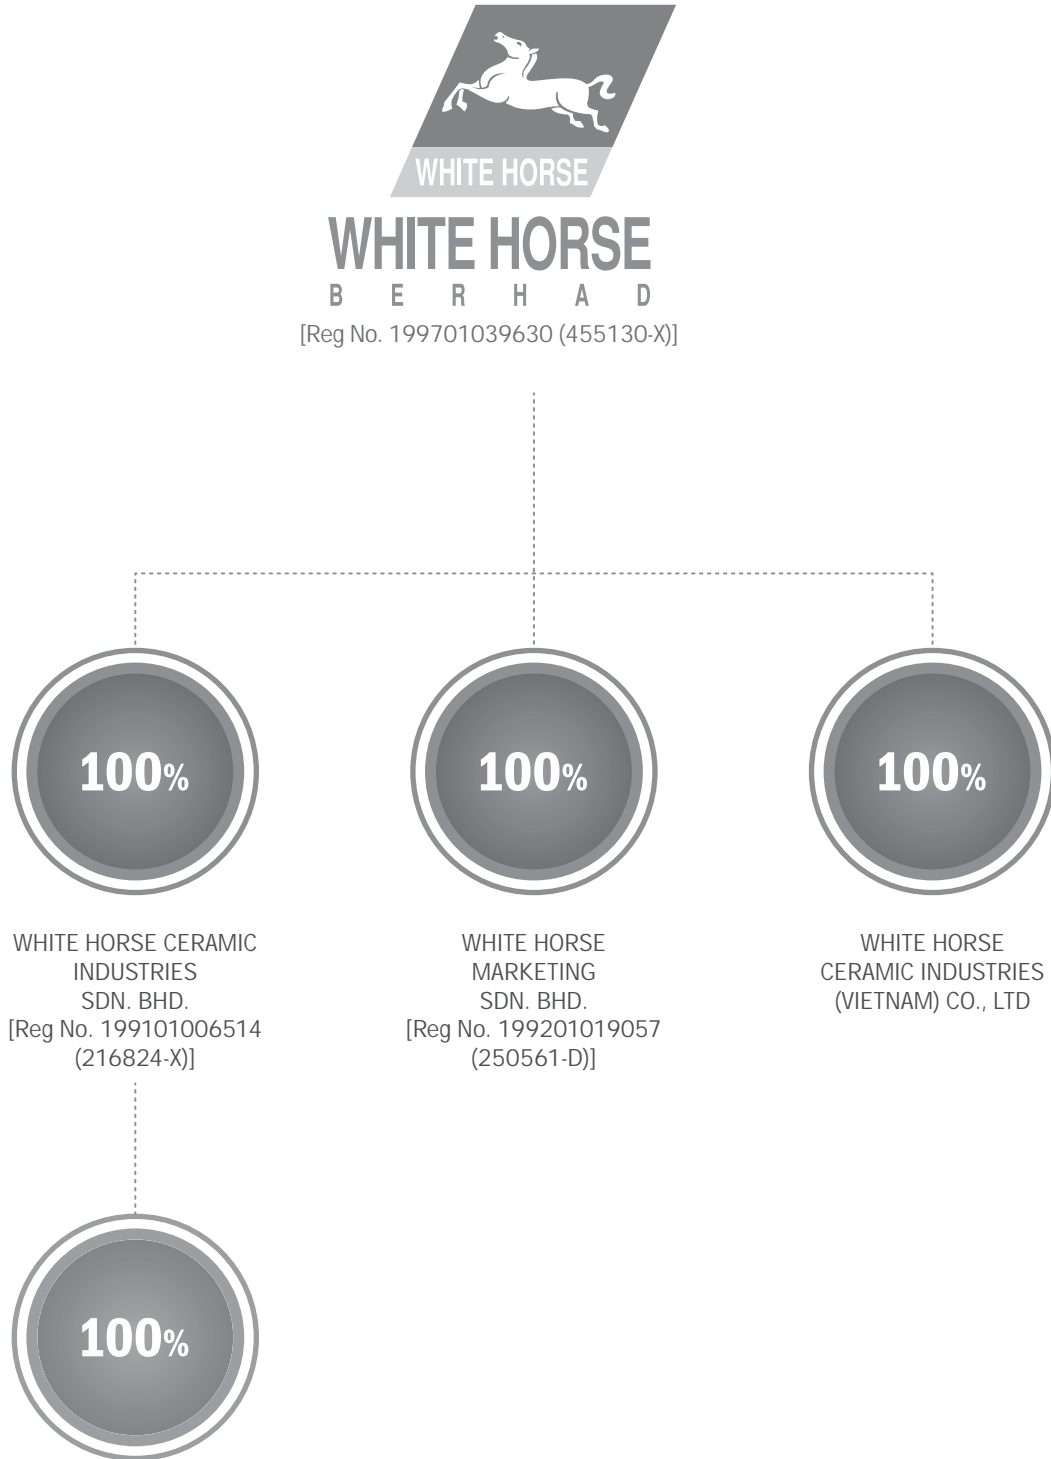 WHITE HORSE
WHITE HORSE
BERHAD
[Reg No. 199701039630 (455130-X)]
100%
100%
100%
WHITE HORSE CERAMIC
INDUSTRIES
SDN. BHD.
[Reg No. 199101006514
(216824-X)]
WHITE HORSE
MARKETING
SDN. BHD.
[Reg No. 199201019057
(250561-D)]
WHITE HORSE
CERAMIC INDUSTRIES
(VIETNAM) CO., LTD
100%